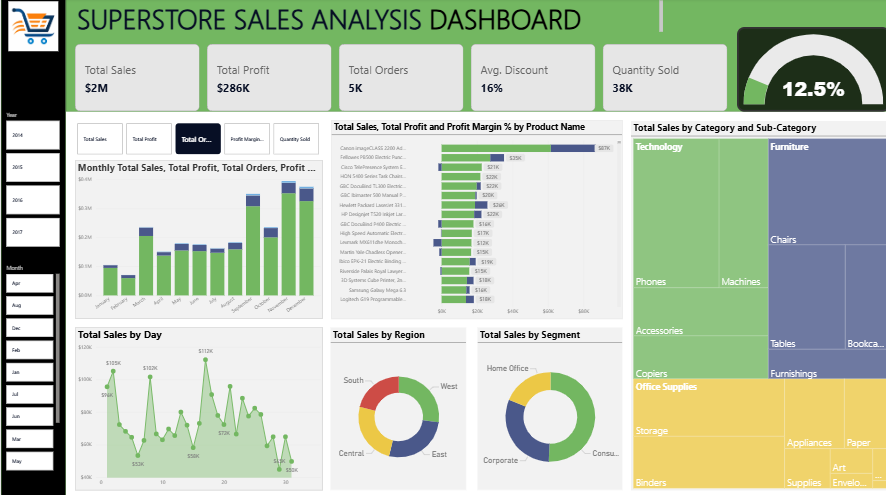 SUPERSTORE SALES ANALYSIS DASHBOARD
Total Sales
$2M
Total Profit
$286K
Total Orders
5K
Avg. Discount
16%
Quantity Sold
38K
12.5%
Year
2014
2015
2016
2017
Month
Apr
Aug
Dec
Feb
Jan
Jul
Jun
Mar
May
Total Sales
Total Profit
Total Or...
Profit Margin...
Quantity Sold
Monthly Total Sales, Total Profit, Total Orders, Profit ...
$0.4M
$0.3M
$0.2M
$0.1M
$0.0M
January
February
March
April
May
June
July
August
September
October
November
December
Total Sales, Total Profit and Profit Margin % by Product Name
Canon imageCLASS 2200 Ad...
$87K
Fellowes PB500 Electric Punc...
$35K
Cisco TelePresence System E...
$21K
HON 5400 Series Task Chairs...
$22K
GBC DocuBind TL300 Electric...
$22K
GBC Ibimaster 500 Manual P...
$20K
Hewlett Packard LaserJet 331...
$26K
HP Designjet T520 Inkjet Lar...
$22K
GBC DocuBind P400 Electric...
$16K
High Speed Automatic Electr...
$17K
Lexmark MX611dhe Monoch...
$12K
Martin Yale Chadless Opener...
$15K
Ibico EPK-21 Electric Binding...
$19K
Riverside Palais Royal Lawyer...
$15K
3D Systems Cube Printer, 2n...
$18K
Samsung Galaxy Mega 6.3
$16K
Logitech G19 Programmable...
$18K
$0K
$20K
$40K
$60K
$80K
Total Sales by Category and Sub-Category
Technology
Phones
Machines
Accessories
Copiers
Furniture
Chairs
Tables
Bookca...
Furnishings
Office Supplies
Storage
Binders
Appliances
Paper
Supplies
Art
Envelo...
...
Total Sales by Day
$120K
$100K
$80K
$60K
$40K
$105K
$102K
$112K
$53K
$58K
$72K
$50K
0
10
20
30
Total Sales by Region
South
West
Central
East
Total Sales by Segment
Home Office
Corporate
Consu...